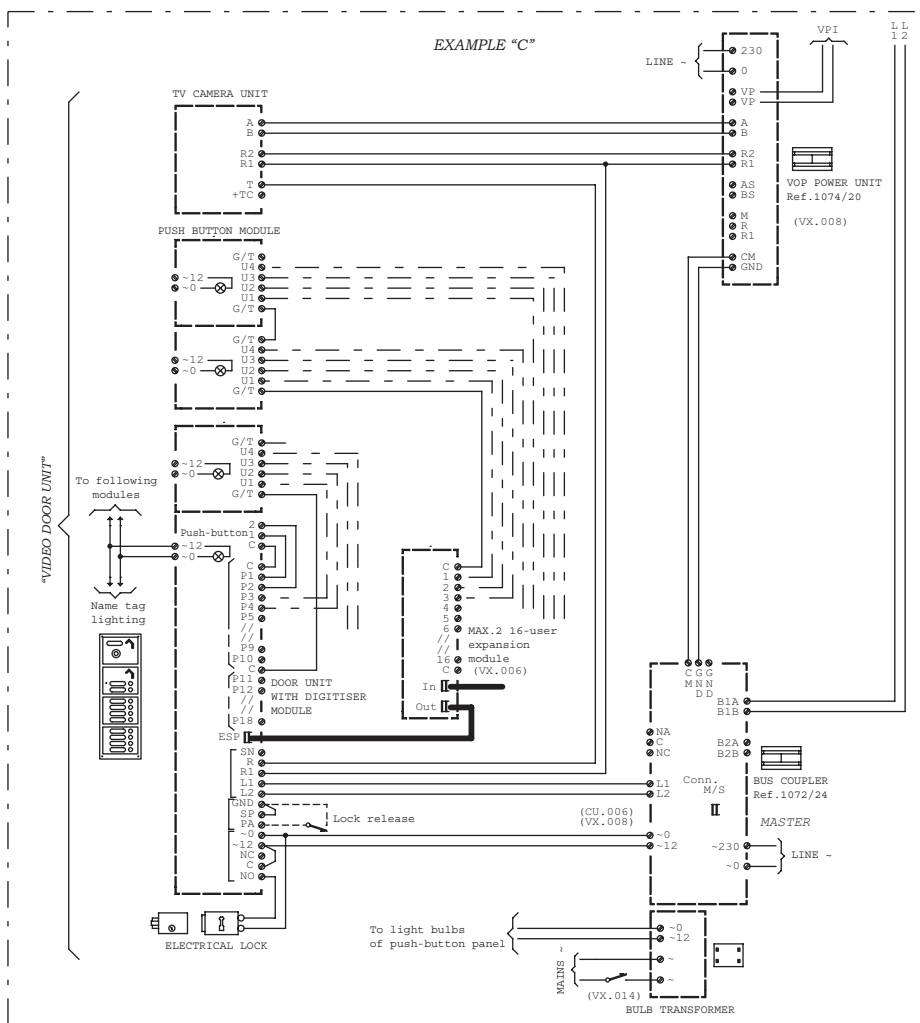 EXAMPLE “C”
VPI
L L
1 2
LINE ~
230
0
VP
VP
A
B
R2
R1
AS
BS
M
R
R1
CM
GND
VOP POWER UNIT
Ref.1074/20
(VX.008)
TV CAMERA UNIT
A
B
R2
R1
T
+TC
PUSH BUTTON MODULE
G/T
U4
~12 U3
~0 U2
U1
G/T
G/T
U4
~12 U3
~0 U2
U1
G/T
G/T
U4
~12 U3
~0 U2
U1
G/T
"VIDEO DOOR UNIT"
To following
modules
Name tag
lighting
2
Push-button 1
~12 C
~0
C
P1
P2
P3
P4
P5
//
//
P9
P10
C
P11
P12
//
//
P18
ESP
DOOR UNIT
WITH DIGITISER
MODULE
SN
R
R1
L1
L2
GND
SP
PA
~0
~12
NC
C
NO
Lock release
ELECTRICAL LOCK
C
1
2
3
4
5
6
//
//
16
C
In
Out
MAX.2 16-user
expansion
module
(VX.006)
C G G
M N N
D D
B1A
B1B
NA
C
NC
B2A
B2B
Conn.
M/S
L1
L2
BUS COUPLER
Ref.1072/24
(CU.006)
(VX.008)
MASTER
~0
~12
~230
~0
LINE ~
To light bulbs
of push-button panel
~0
~12
~
~
MAINS ~
(VX.014)
BULB TRANSFORMER